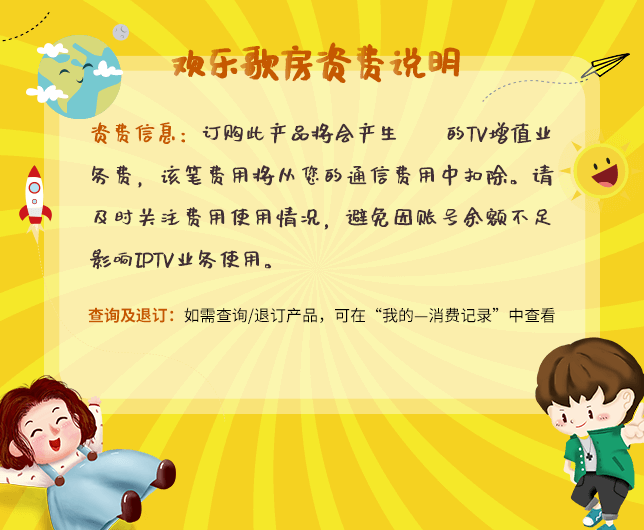 欢乐歌房资费说明
资费信息：订购此产品将会产生 的TV增值业
务费，该笔费用将从您的通信费用中扣除。请
及时关注费用使用情况，避免因账号余额不足
影响IPTV业务使用。
查询及退订：如需查询/退订产品，可在“我的—消费记录”中查看